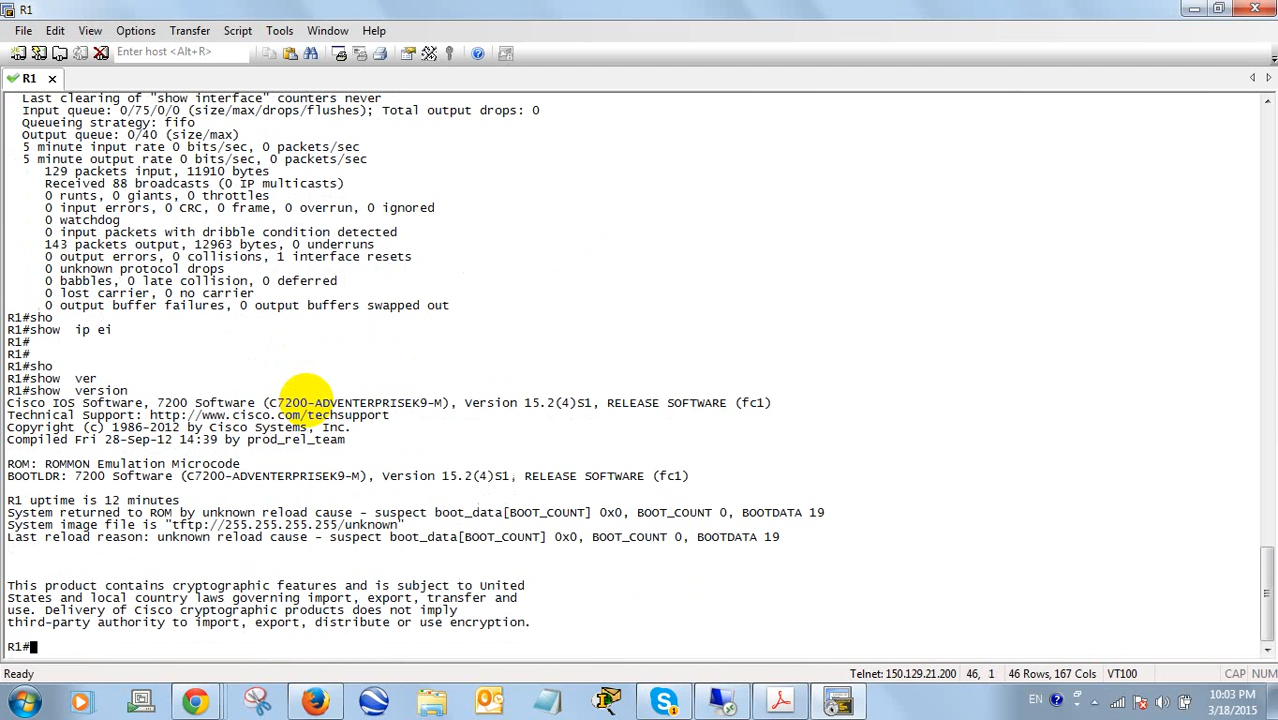 R1
File Edit View Options Transfer Script Tools Window Help
Enter host <Alt+R>
R1
Last clearing of "show interface" counters never
Input queue: 0/75/0/0 (size/max/drops/flushes); Total output drops: 0
Queueing strategy: fifo
Output queue: 0/40 (size/max)
5 minute input rate 0 bits/sec, 0 packets/sec
5 minute output rate 0 bits/sec, 0 packets/sec
129 packets input, 11910 bytes
Received 88 broadcasts (0 IP multicasts)
0 runts, 0 giants, 0 throttles
0 input errors, 0 CRC, 0 frame, 0 overrun, 0 ignored
0 watchdog
0 input packets with dribble condition detected
143 packets output, 12963 bytes, 0 underruns
0 output errors, 0 collisions, 1 interface resets
0 unknown protocol drops
0 babbles, 0 late collision, 0 deferred
0 lost carrier, 0 no carrier
0 output buffer failures, 0 output buffers swapped out
R1#sho
R1#show  ip ei
R1#
R1#
R1#sho
R1#show  ver
R1#show  version
Cisco IOS Software, 7200 Software (C7200-ADVENTERPRISEK9-M), Version 15.2(4)S1, RELEASE SOFTWARE (fc1)
Technical Support: http://www.cisco.com/techsupport
Copyright (c) 1986-2012 by Cisco Systems, Inc.
Compiled Fri 28-Sep-12 14:39 by prod_rel_team
ROM: ROMMON Emulation Microcode
BOOTLDR: 7200 Software (C7200-ADVENTERPRISEK9-M), Version 15.2(4)S1, RELEASE SOFTWARE (fc1)
R1 uptime is 12 minutes
System returned to ROM by unknown reload cause - suspect boot_data[BOOT_COUNT] 0x0, BOOT_COUNT 0, BOOTDATA 19
System image file is "tftp://255.255.255.255/unknown"
Last reload reason: unknown reload cause - suspect boot_data[BOOT_COUNT] 0x0, BOOT_COUNT 0, BOOTDATA 19
This product contains cryptographic features and is subject to United
States and local country laws governing import, export, transfer and
use. Delivery of Cisco cryptographic products does not imply
third-party authority to import, export, distribute or use encryption.
R1#
Ready Telnet: 150.129.21.200 46, 1 46 Rows, 167 Cols VT100 CAP NUM
EN 10:03 PM
3/18/2015